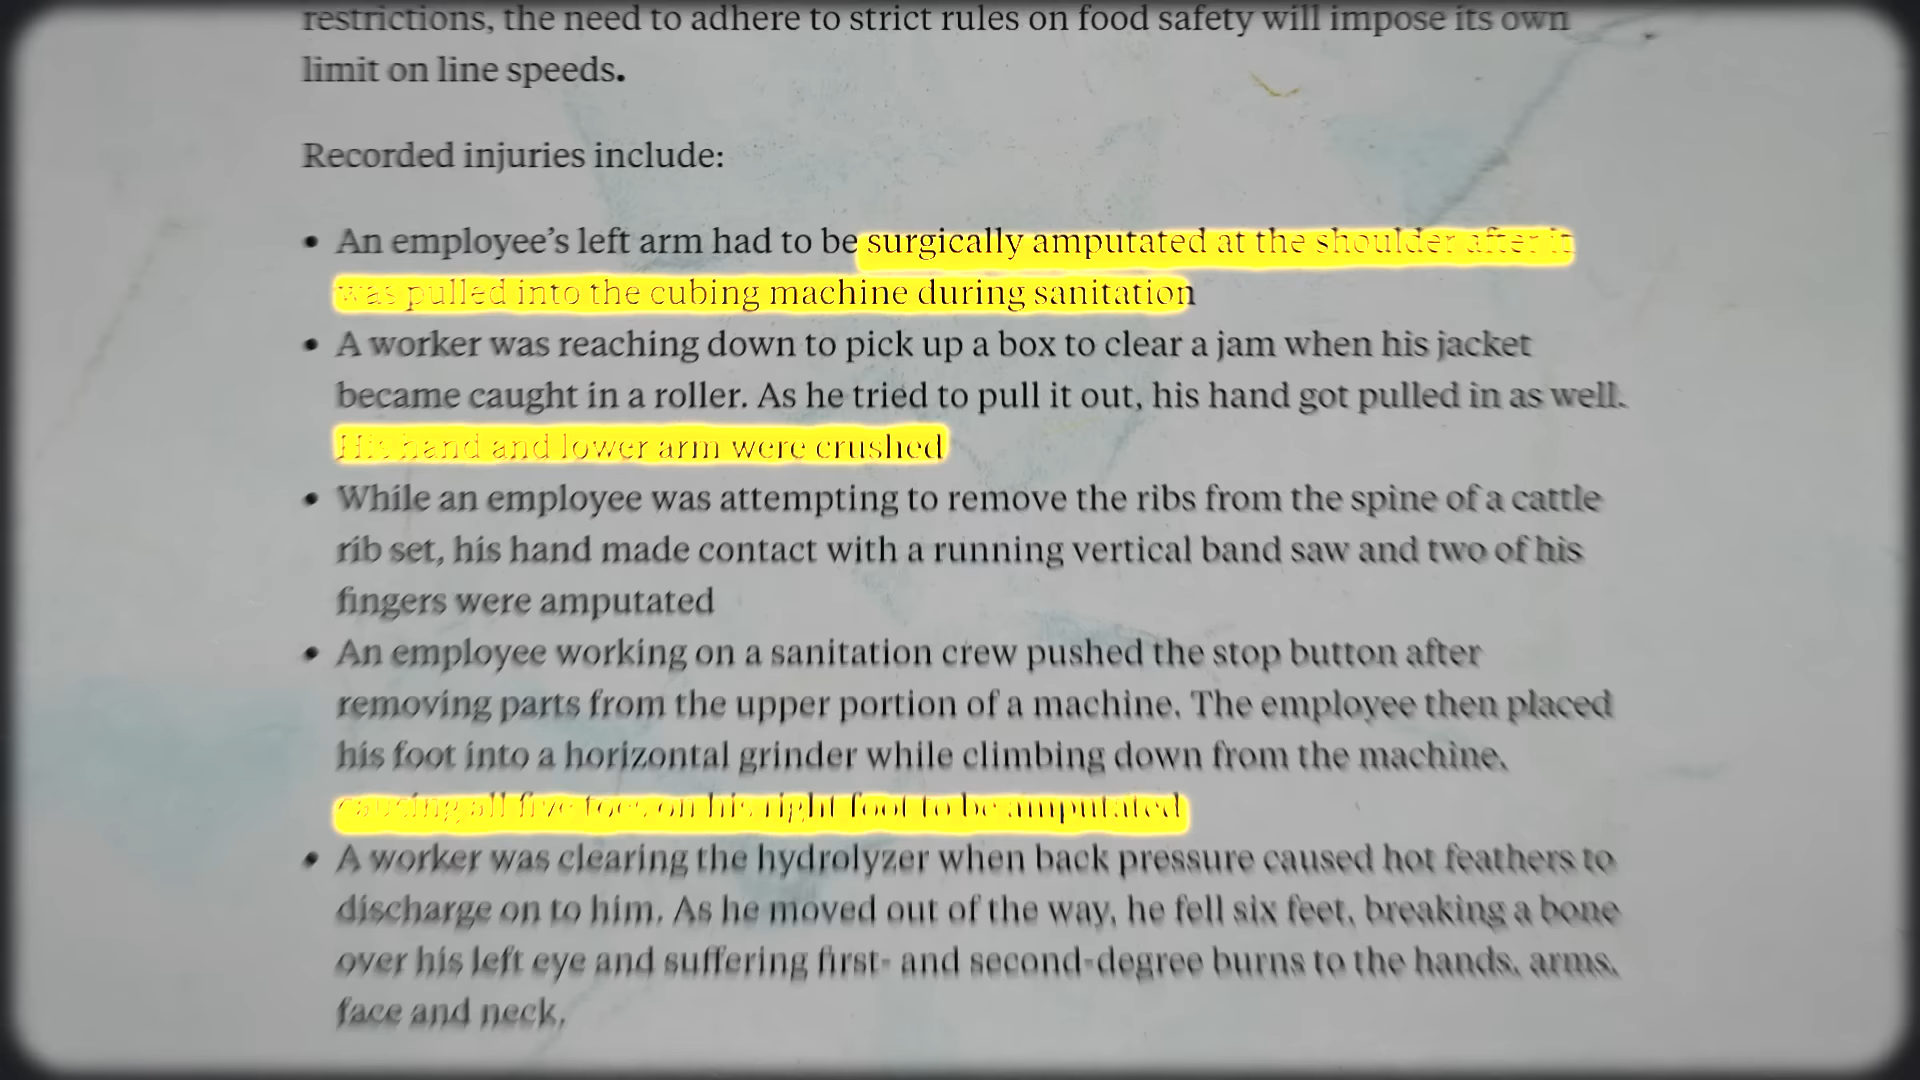 restrictions, the need to adhere to strict rules on food safety will impose its own
limit on line speeds.
Recorded injuries include:
• An employee’s left arm had to be surgically amputated at the shoulder after it
was pulled into the cubing machine during sanitation
• A worker was reaching down to pick up a box to clear a jam when his jacket
became caught in a roller. As he tried to pull it out, his hand got pulled in as well.
His hand and lower arm were crushed
• While an employee was attempting to remove the ribs from the spine of a cattle
rib set, his hand made contact with a running vertical band saw and two of his
fingers were amputated
• An employee working on a sanitation crew pushed the stop button after
removing parts from the upper portion of a machine. The employee then placed
his foot into a horizontal grinder while climbing down from the machine,
causing all five toes on his right foot to be amputated
• A worker was clearing the hydrolyzer when back pressure caused hot feathers to
discharge on to him. As he moved out of the way, he fell six feet, breaking a bone
over his left eye and suffering first- and second-degree burns to the hands, arms,
face and neck.